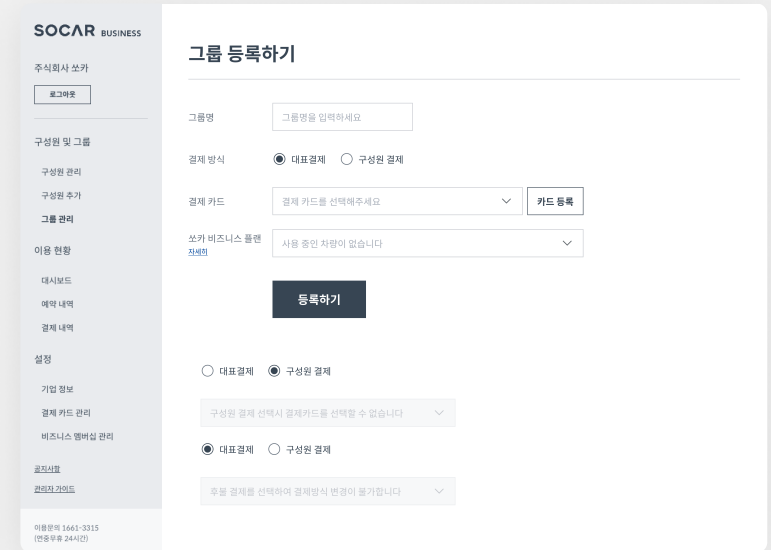 SOCAR BUSINESS
주식회사 쏘카
로그아웃
구성원 및 그룹
구성원 관리
구성원 추가
그룹 관리
이용 현황
대시보드
예약 내역
결제 내역
설정
기업 정보
결제 카드 관리
비즈니스 멤버십 관리
공지사항
관리자 가이드
이용문의 1661-3315
(연중무휴 24시간)
그룹 등록하기
그룹명
그룹명을 입력하세요
결제 방식
대표결제 구성원 결제
결제 카드
결제 카드를 선택해주세요
카드 등록
쏘카 비즈니스 플랜
자세히
사용 중인 차량이 없습니다
등록하기
대표결제 구성원 결제
구성원 결제 선택시 결제카드를 선택할 수 없습니다
대표결제 구성원 결제
후불 결제를 선택하여 결제방식 변경이 불가합니다